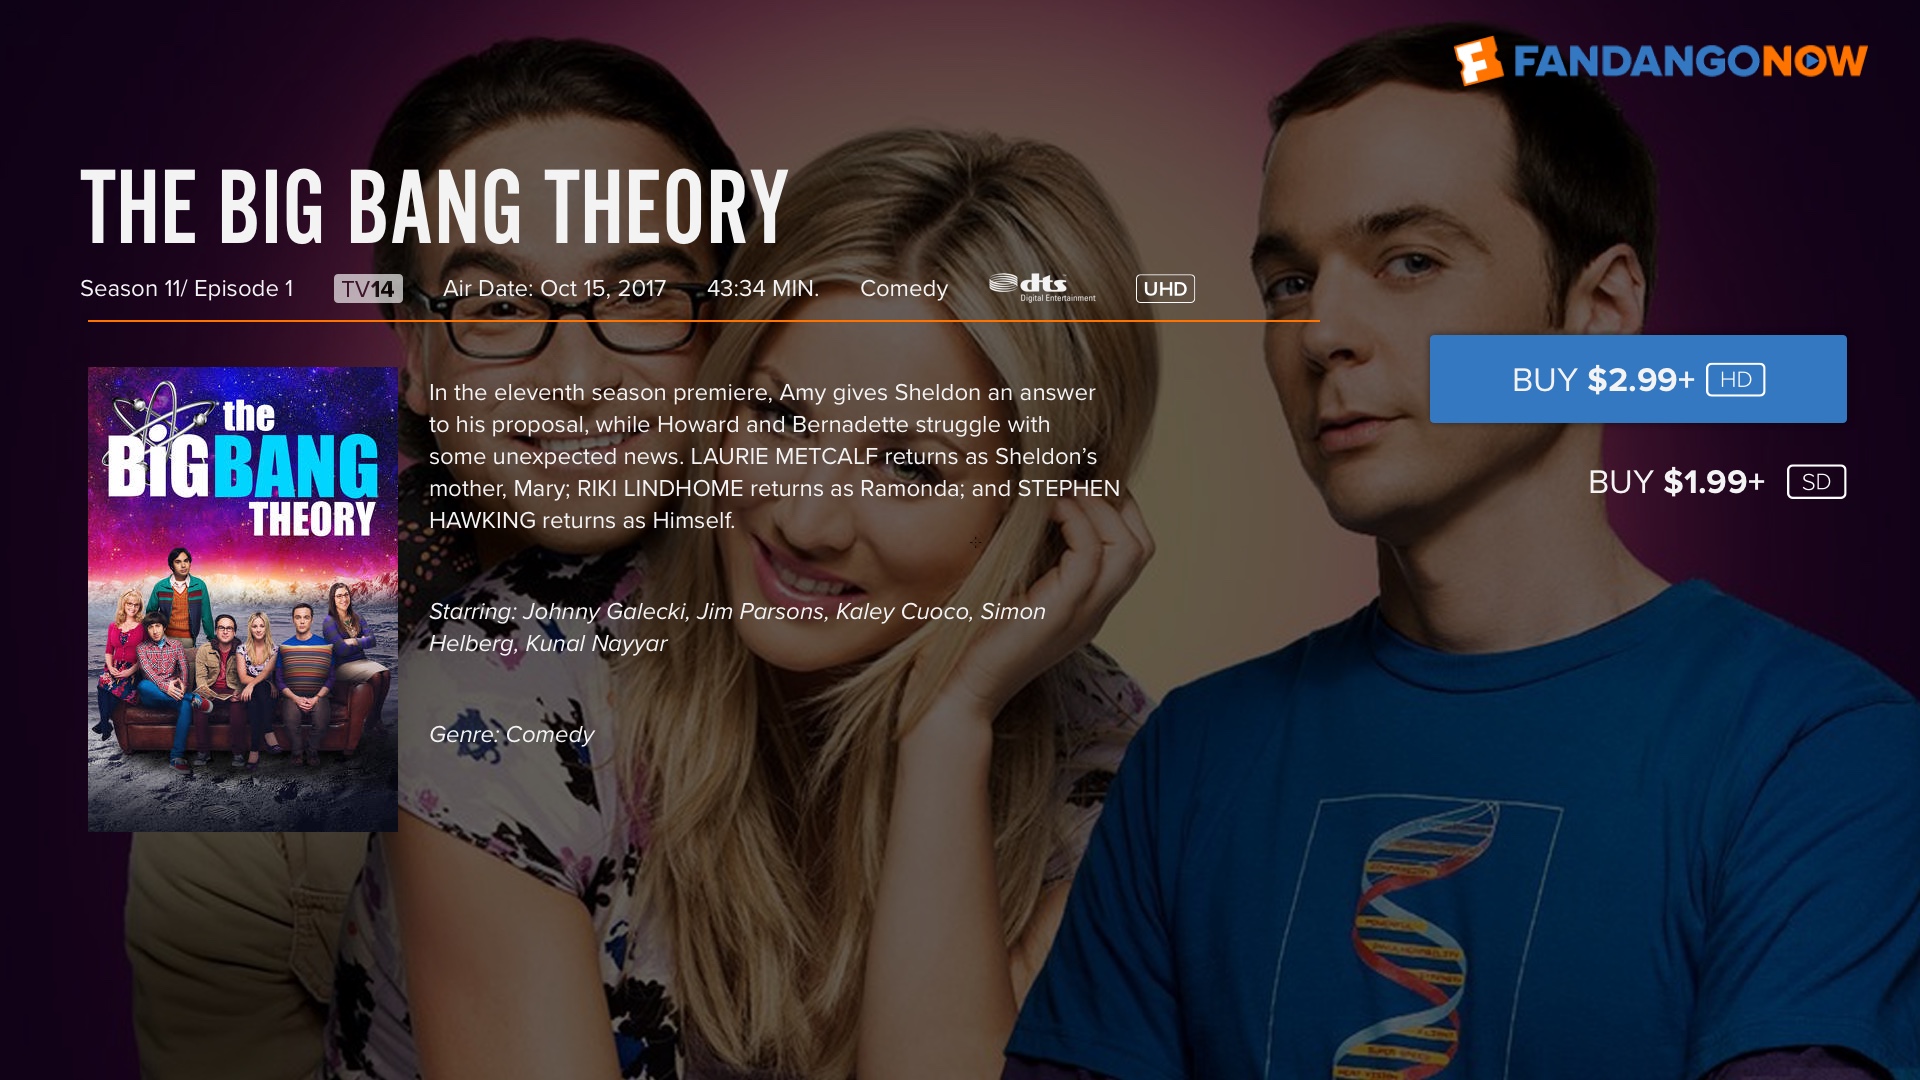 FANDANGONOW
THE BIG BANG THEORY
Season 11/ Episode 1 TV14 Air Date: Oct 15, 2017 43:34 MIN. Comedy dts Digital Entertainment UHD
BUY $2.99+ HD
BUY $1.99+ SD
the
BiG BANG
THEORY
In the eleventh season premiere, Amy gives Sheldon an answer
to his proposal, while Howard and Bernadette struggle with
some unexpected news. LAURIE METCALF returns as Sheldon's
mother, Mary; RIKI LINDHOME returns as Ramonda; and STEPHEN
HAWKING returns as Himself.
Starring: Johnny Galecki, Jim Parsons, Kaley Cuoco, Simon
Helberg, Kunal Nayyar
Genre: Comedy
SUPER SPEED
HEAT VISION